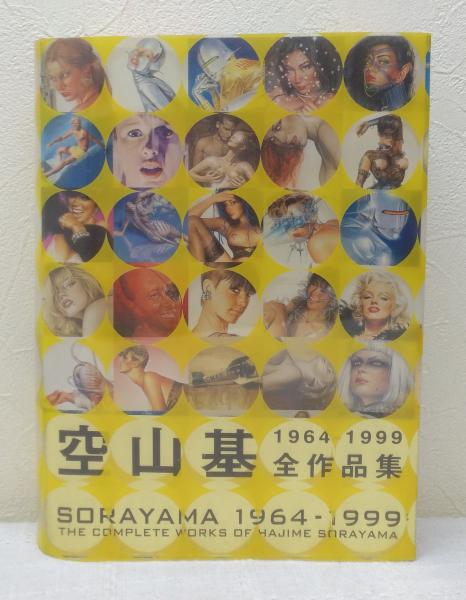 空山基
1964-1999
全作品集
SORAYAMA 1964-1999
THE COMPLETE WORKS OF HAJIME SORAYAMA